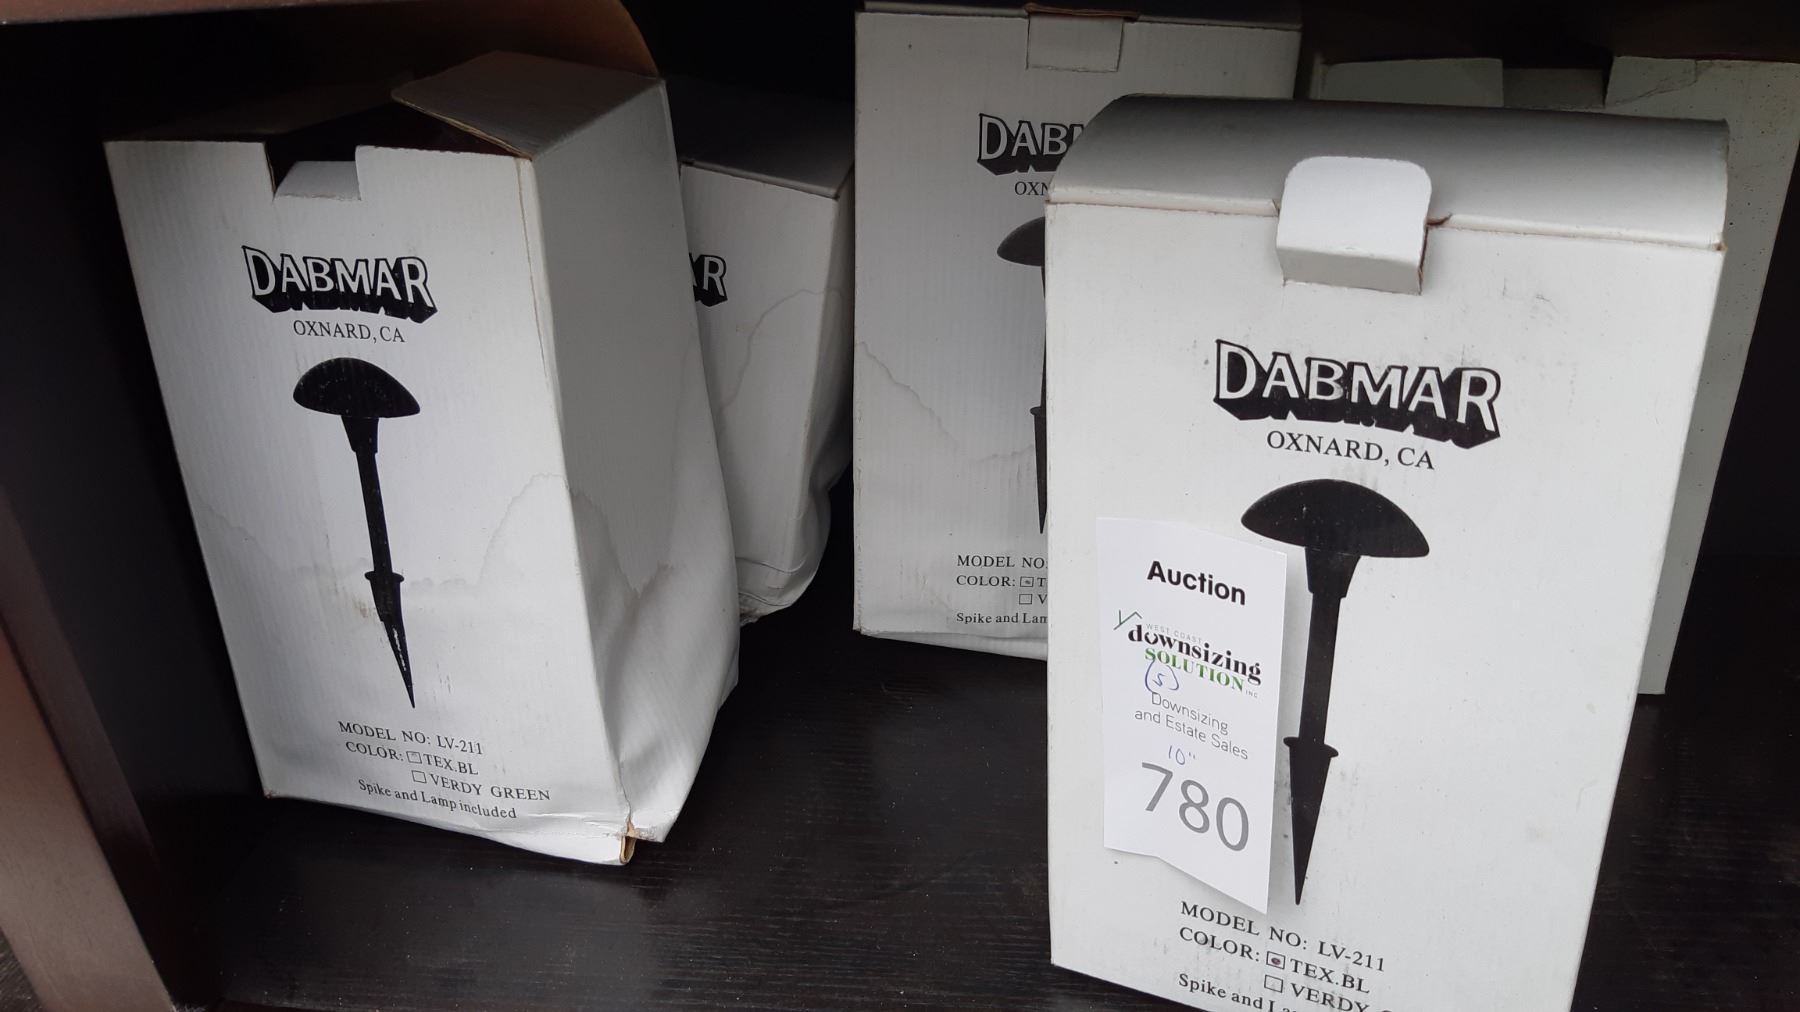 DABMAR
OXNARD, CA
MODEL NO: LV-211
COLOR: TEX.BL
VERDY GREEN
Spike and Lamp included
AR
DABM
OXN
MODEL NO:
COLOR: T
V
Spike and Lam
DABMAR
OXNARD, CA
Auction
WEST COAST
downsizing
SOLUTION INC
(5)
Downsizing
and Estate Sales
10"
780
MODEL NO: LV-211
COLOR: TEX.BL
VERDY
Spike and La